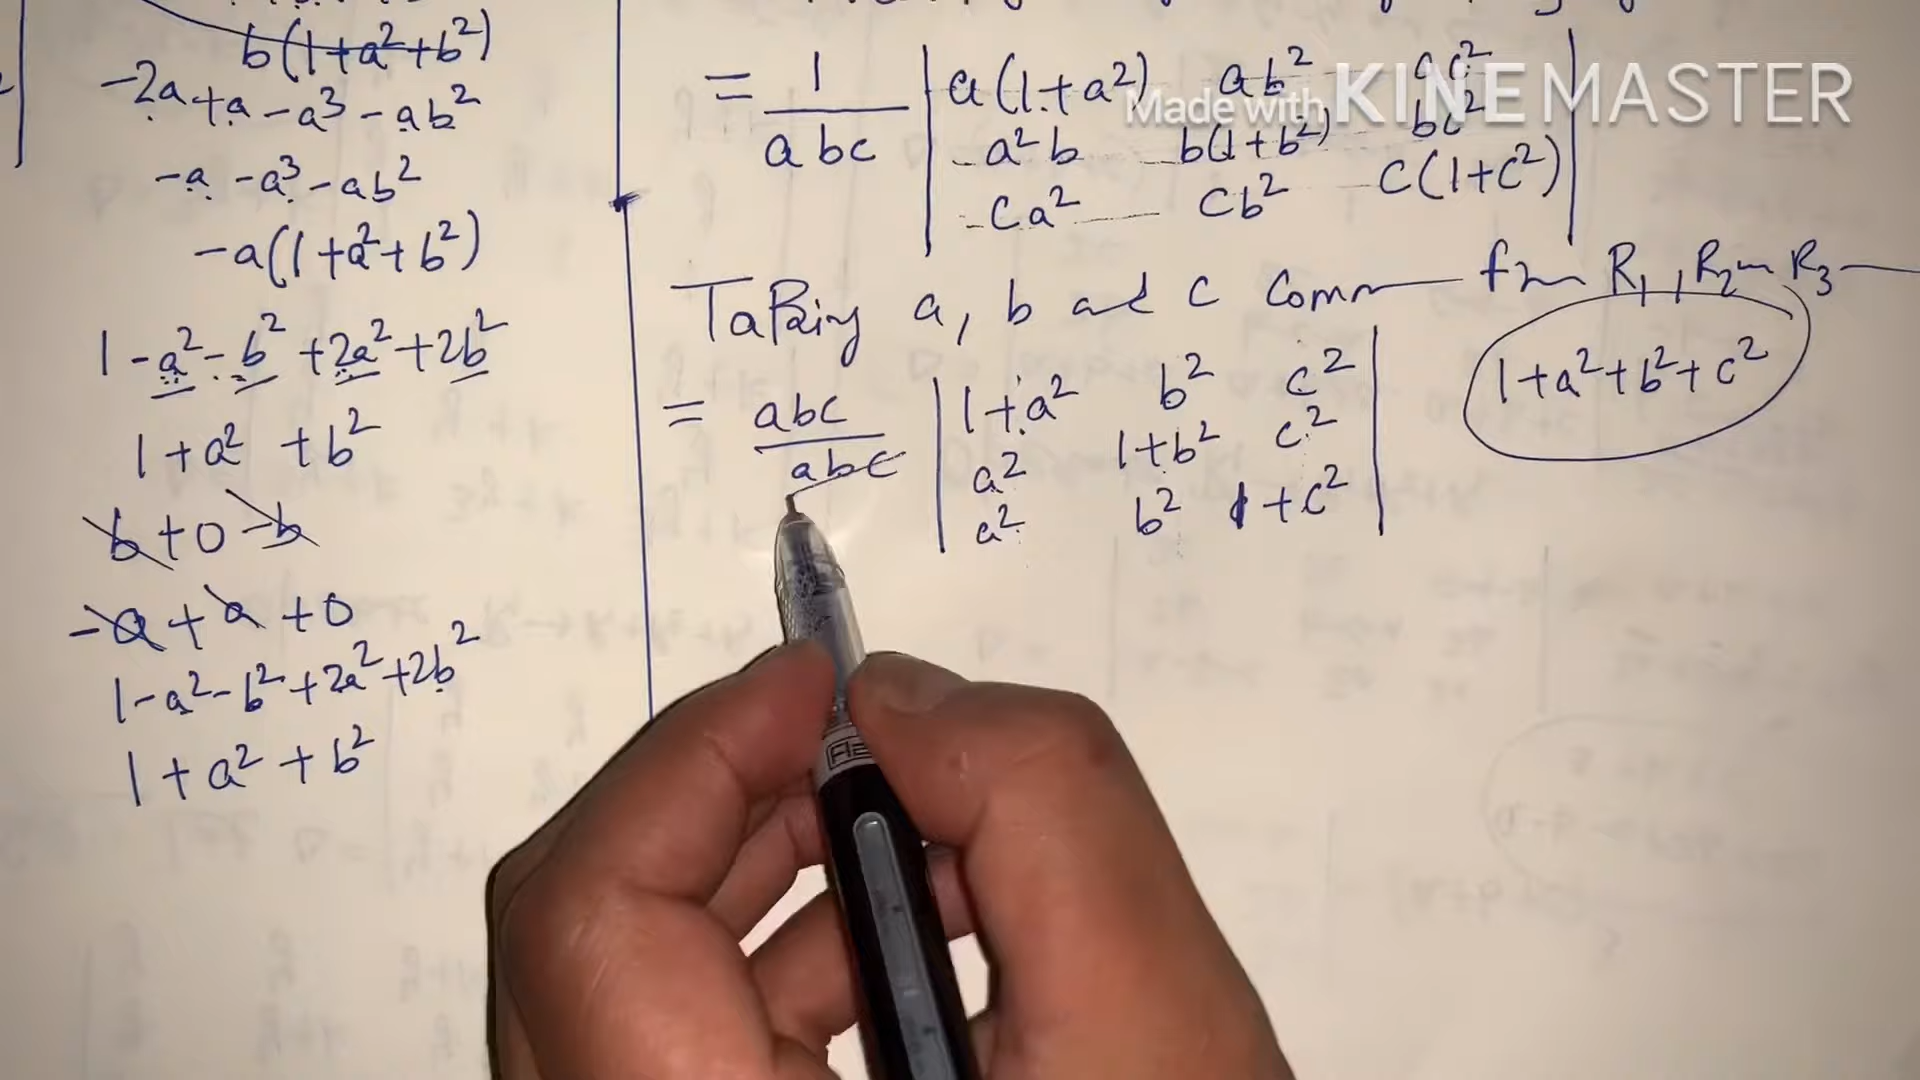 b(1+a²+b²)
-2a+a-a³-ab²
-a-a³-ab²
-a(1+a²+b²)
1-a²-b²+2a²+2b²
1+a²+b²
b+0-b
-a+a+0
1-a²-b²+2a²+2b²
1+a²+b²
= 1/abc | a(1+a²) ab² ac² |
a²b b(1+b²) bc²
ca² cb² c(1+c²)
Made with KINEMASTER
Taking a, b and c Comm from R₁, R₂ R₃
= abc/abc | 1+a² b² c² |
a² 1+b² c²
a² b² 1+c²
1+a²+b²+c²